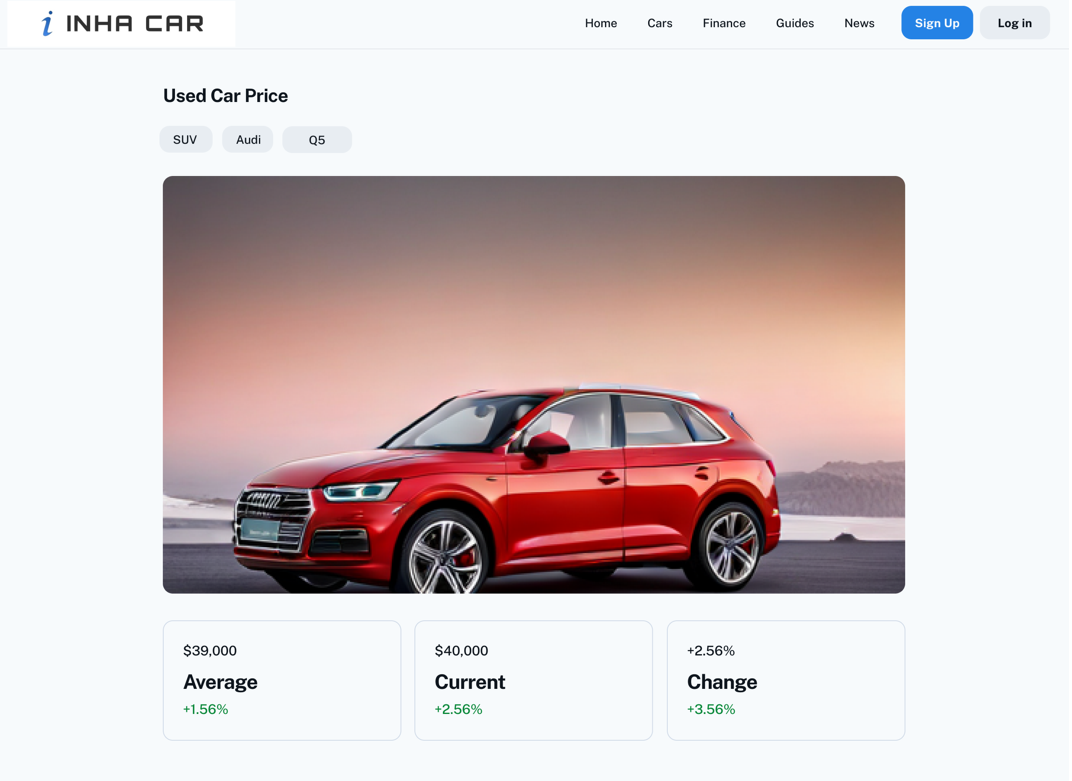 i INHA CAR
Home Cars Finance Guides News Sign Up Log in
Used Car Price
SUV Audi Q5
$39,000 $40,000 +2.56%
Average Current Change
+1.56% +2.56% +3.56%